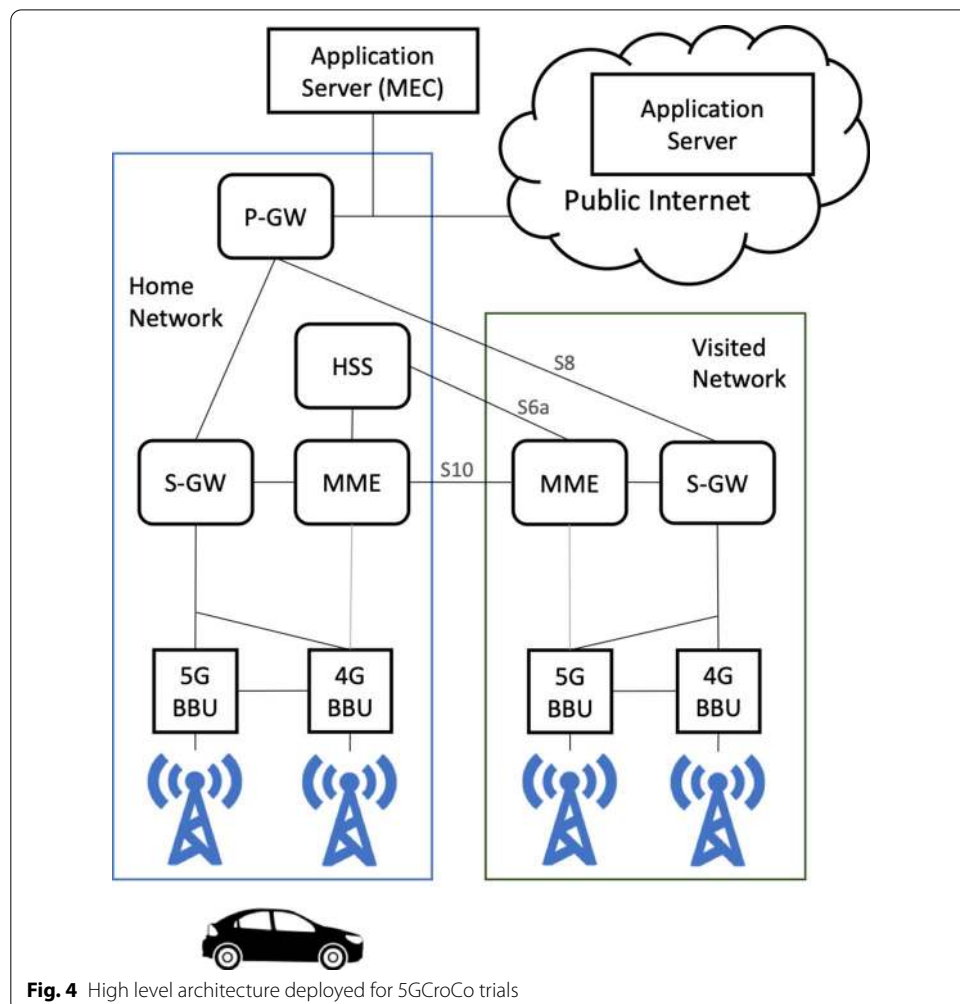 Application
Server (MEC)
Application
Server
Public Internet
P-GW
Home
Network
HSS
S8
Visited
Network
S6a
S-GW
MME
S10
MME
S-GW
5G
BBU
4G
BBU
5G
BBU
4G
BBU
Fig. 4 High level architecture deployed for 5GCroCo trials